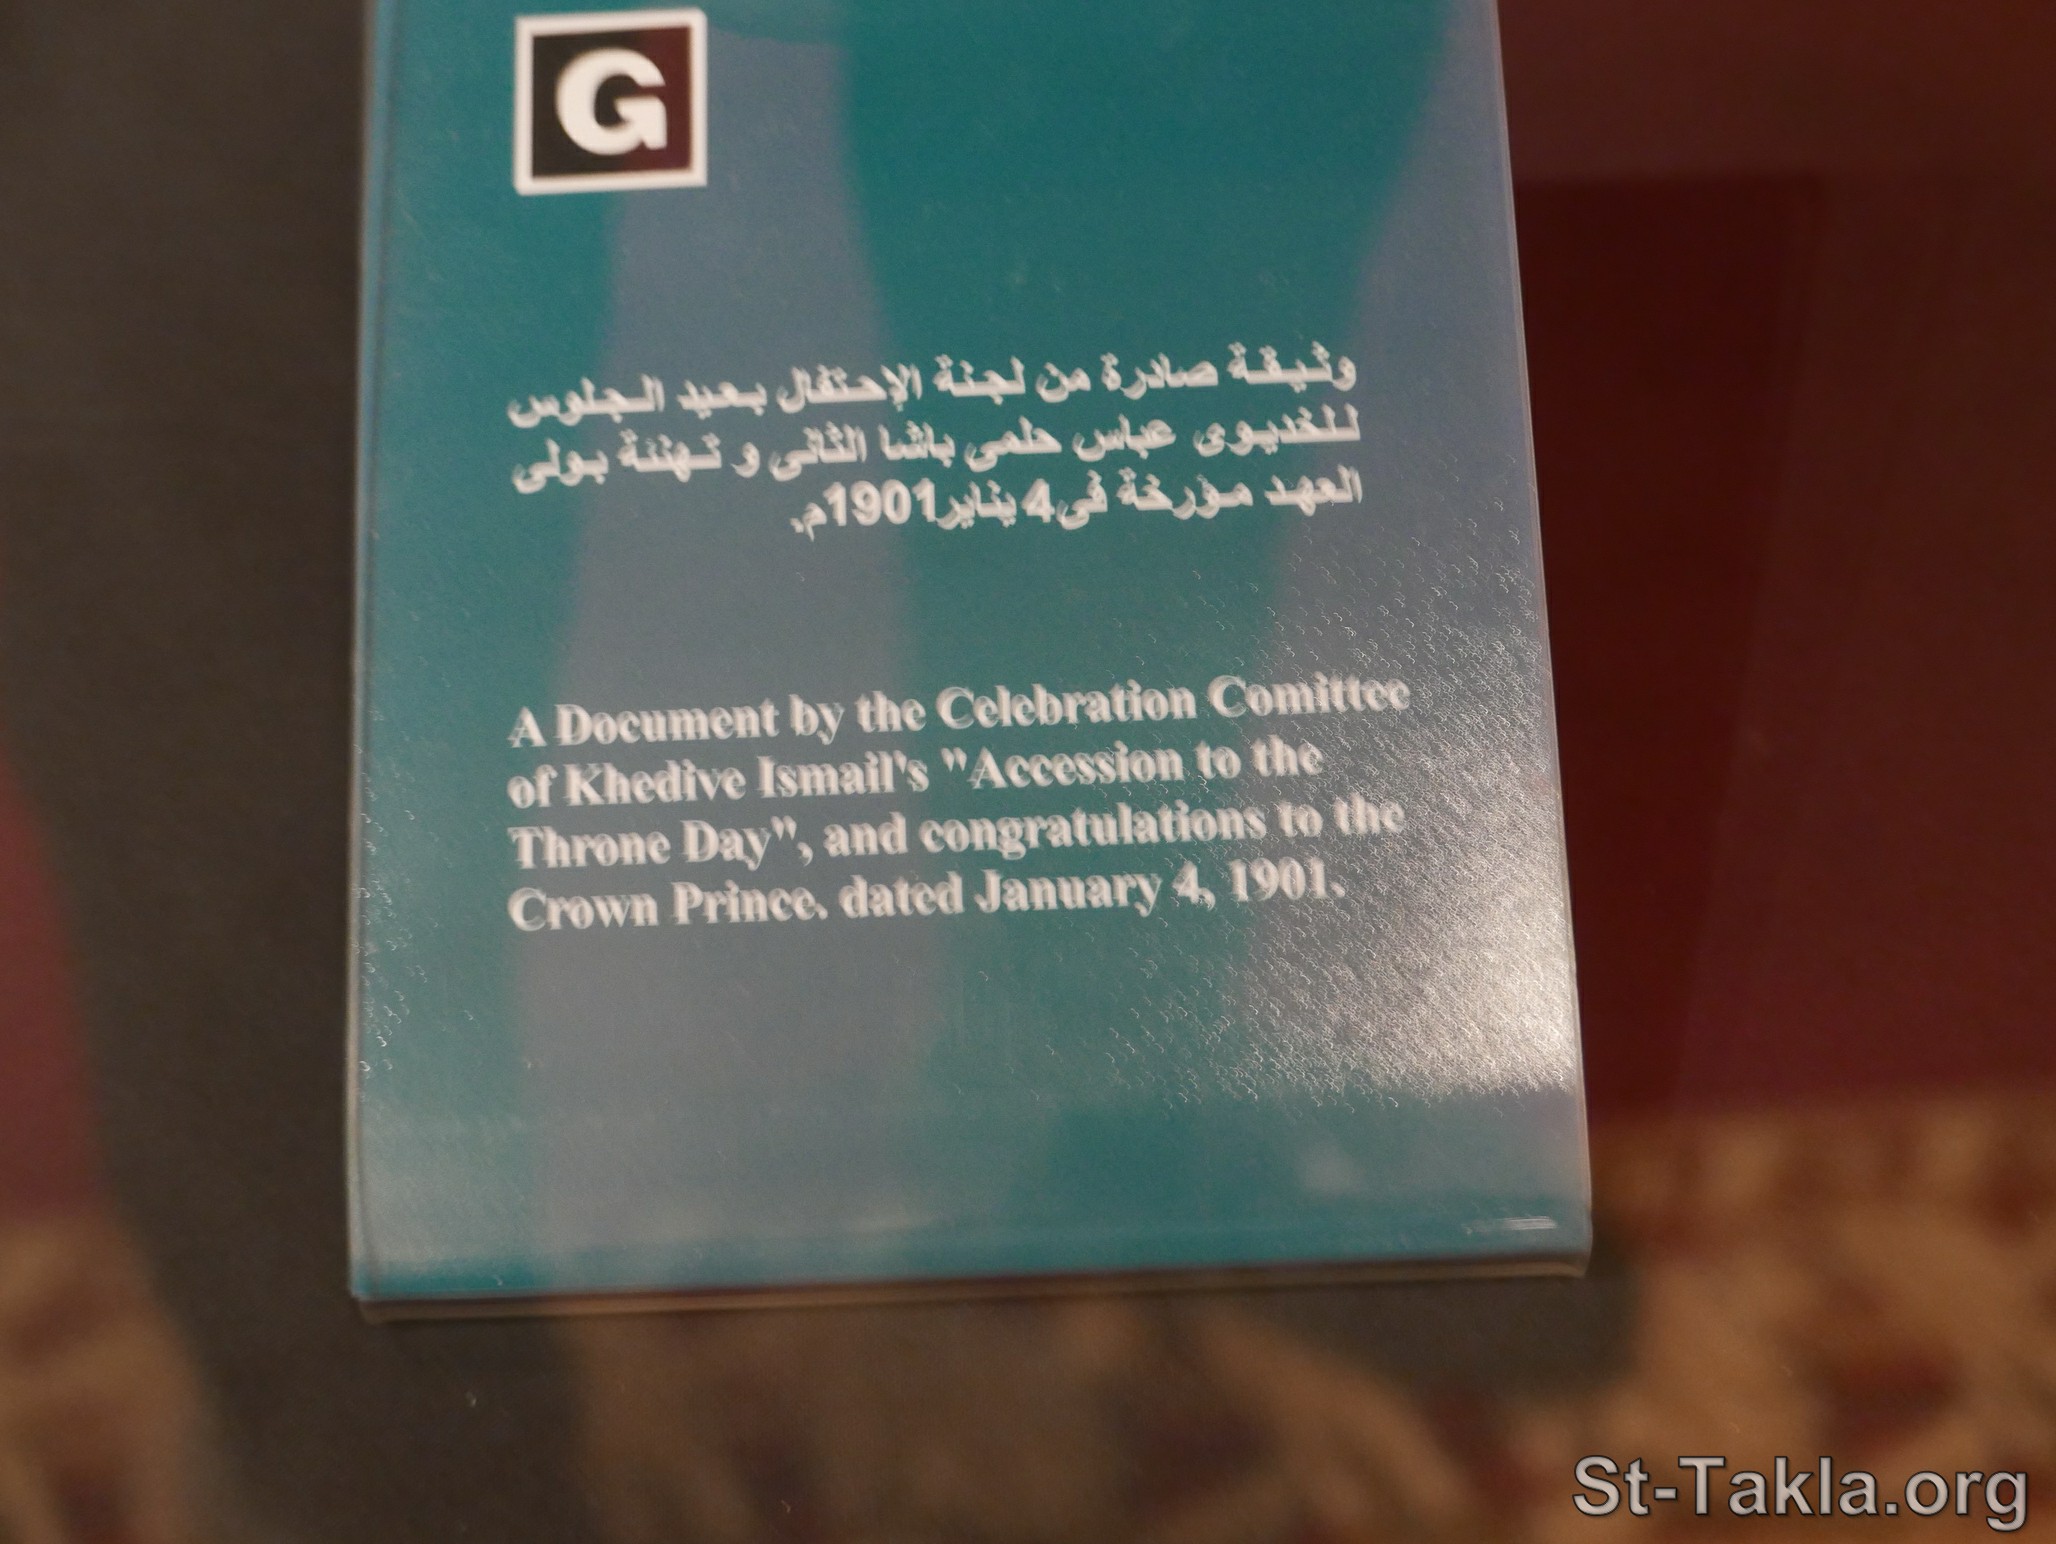 G
وثيقة صادرة من لجنة الإحتفال بعيد الجلوس
للخديوى عباس حلمى باشا الثانى و تهنئة بولى
العهد مؤرخة فى4 يناير1901م.
A Document by the Celebration Comittee
of Khedive Ismail's "Accession to the
Throne Day", and congratulations to the
Crown Prince. dated January 4, 1901.
St-Takla.org